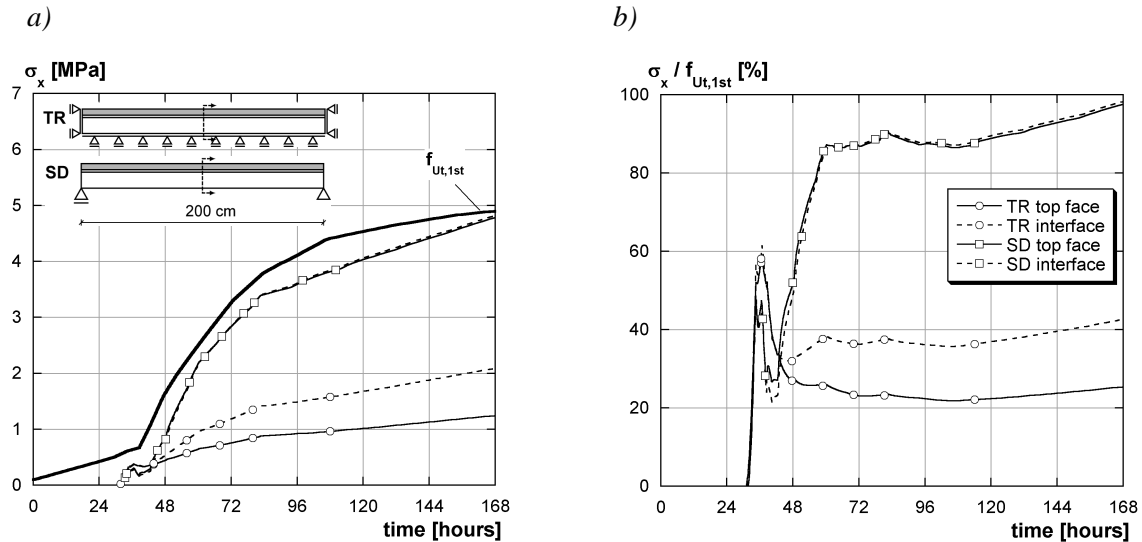 a)
σx [MPa]
7
6
5
4
3
2
1
0
TR
SD
200 cm
fUt,1st
0 24 48 72 96 120 144 168
time [hours]
b)
σx / fUt,1st [%]
100
80
60
40
20
0
TR top face
TR interface
SD top face
SD interface
0 24 48 72 96 120 144 168
time [hours]